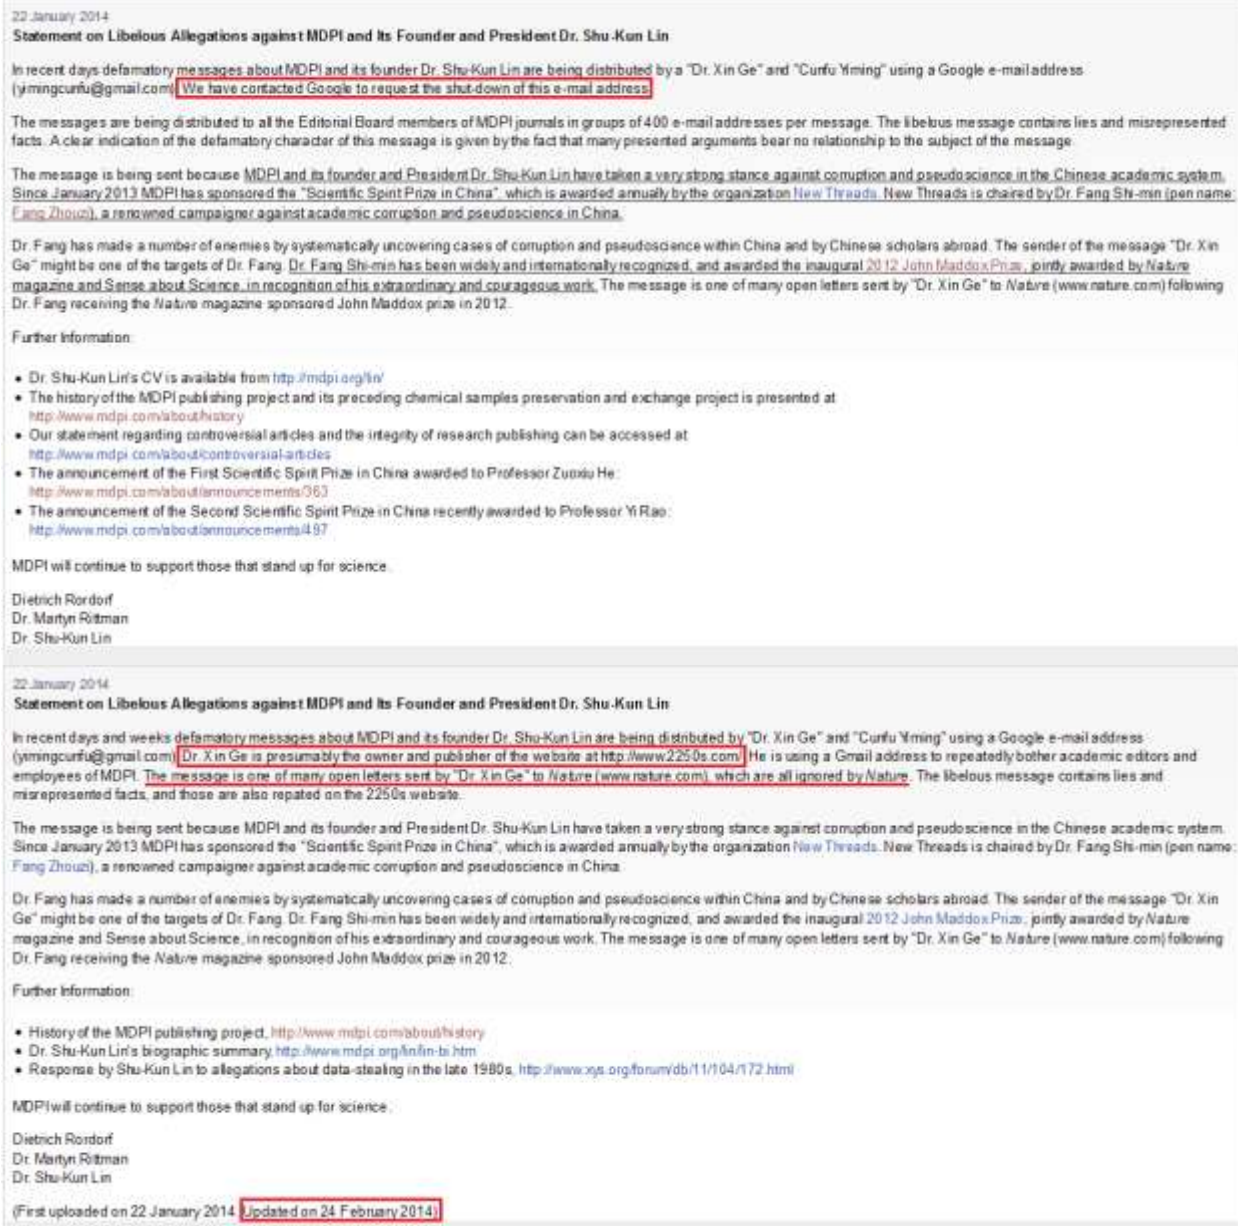 22 January 2014
Statement on Libelous Allegations against MDPI and Its Founder and President Dr. Shu-Kun Lin
In recent days defamatory messages about MDPI and its founder Dr. Shu-Kun Lin are being distributed by a "Dr. Xin Ge" and "Cunfu Yiming" using a Google e-mail address
(yimingcunfu@gmail.com). We have contacted Google to request the shut-down of this e-mail address.
The messages are being distributed to all the Editorial Board members of MDPI journals in groups of 400 e-mail addresses per message. The libelous message contains lies and misrepresented
facts. A clear indication of the defamatory character of this message is given by the fact that many presented arguments bear no relationship to the subject of the message.
The message is being sent because MDPI and its founder and President Dr. Shu-Kun Lin have taken a very strong stance against corruption and pseudoscience in the Chinese academic system.
Since January 2013 MDPI has sponsored the "Scientific Spirit Prize in China", which is awarded annually by the organization New Threads. New Threads is chaired by Dr. Fang Shi-min (pen name:
Fang Zhouzi), a renowned campaigner against academic corruption and pseudoscience in China.
Dr. Fang has made a number of enemies by systematically uncovering cases of corruption and pseudoscience within China and by Chinese scholars abroad. The sender of the message "Dr. Xin
Ge" might be one of the targets of Dr. Fang. Dr. Fang Shi-min has been widely and internationally recognized, and awarded the inaugural 2012 John Maddox Prize, jointly awarded by Nature
magazine and Sense about Science, in recognition of his extraordinary and courageous work. The message is one of many open letters sent by "Dr. Xin Ge" to Nature (www.nature.com) following
Dr. Fang receiving the Nature magazine sponsored John Maddox prize in 2012.
Further Information:
• Dr. Shu-Kun Lin's CV is available from http://mdpi.org/lin/
• The history of the MDPI publishing project and its preceding chemical samples preservation and exchange project is presented at
http://www.mdpi.com/about/history
• Our statement regarding controversial articles and the integrity of research publishing can be accessed at
http://www.mdpi.com/about/controversial-articles
• The announcement of the First Scientific Spirit Prize in China awarded to Professor Zuoxiu He:
http://www.mdpi.com/about/announcements/363
• The announcement of the Second Scientific Spirit Prize in China recently awarded to Professor Yi Rao:
http://www.mdpi.com/about/announcements/497
MDPI will continue to support those that stand up for science.
Dietrich Rordorf
Dr. Martyn Rittman
Dr. Shu-Kun Lin
22 January 2014
Statement on Libelous Allegations against MDPI and Its Founder and President Dr. Shu-Kun Lin
In recent days and weeks defamatory messages about MDPI and its founder Dr. Shu-Kun Lin are being distributed by "Dr. Xin Ge" and "Cunfu Yiming" using a Google e-mail address
(yimingcunfu@gmail.com). Dr. Xin Ge is presumably the owner and publisher of the website at http://www.2250s.com/. He is using a Gmail address to repeatedly bother academic editors and
employees of MDPI. The message is one of many open letters sent by "Dr. Xin Ge" to Nature (www.nature.com), which are all ignored by Nature. The libelous message contains lies and
misrepresented facts, and those are also repated on the 2250s website.
The message is being sent because MDPI and its founder and President Dr. Shu-Kun Lin have taken a very strong stance against corruption and pseudoscience in the Chinese academic system.
Since January 2013 MDPI has sponsored the "Scientific Spirit Prize in China", which is awarded annually by the organization New Threads. New Threads is chaired by Dr. Fang Shi-min (pen name:
Fang Zhouzi), a renowned campaigner against academic corruption and pseudoscience in China.
Dr. Fang has made a number of enemies by systematically uncovering cases of corruption and pseudoscience within China and by Chinese scholars abroad. The sender of the message "Dr. Xin
Ge" might be one of the targets of Dr. Fang. Dr. Fang Shi-min has been widely and internationally recognized, and awarded the inaugural 2012 John Maddox Prize, jointly awarded by Nature
magazine and Sense about Science, in recognition of his extraordinary and courageous work. The message is one of many open letters sent by "Dr. Xin Ge" to Nature (www.nature.com) following
Dr. Fang receiving the Nature magazine sponsored John Maddox prize in 2012.
Further Information:
• History of the MDPI publishing project, http://www.mdpi.com/about/history
• Dr. Shu-Kun Lin's biographic summary, http://www.mdpi.org/lin/lin-bi.htm
• Response by Shu-Kun Lin to allegations about data-stealing in the late 1980s, http://www.xys.org/forum/db/11/104/172.html
MDPI will continue to support those that stand up for science.
Dietrich Rordorf
Dr. Martyn Rittman
Dr. Shu-Kun Lin
(First uploaded on 22 January 2014. Updated on 24 February 2014)